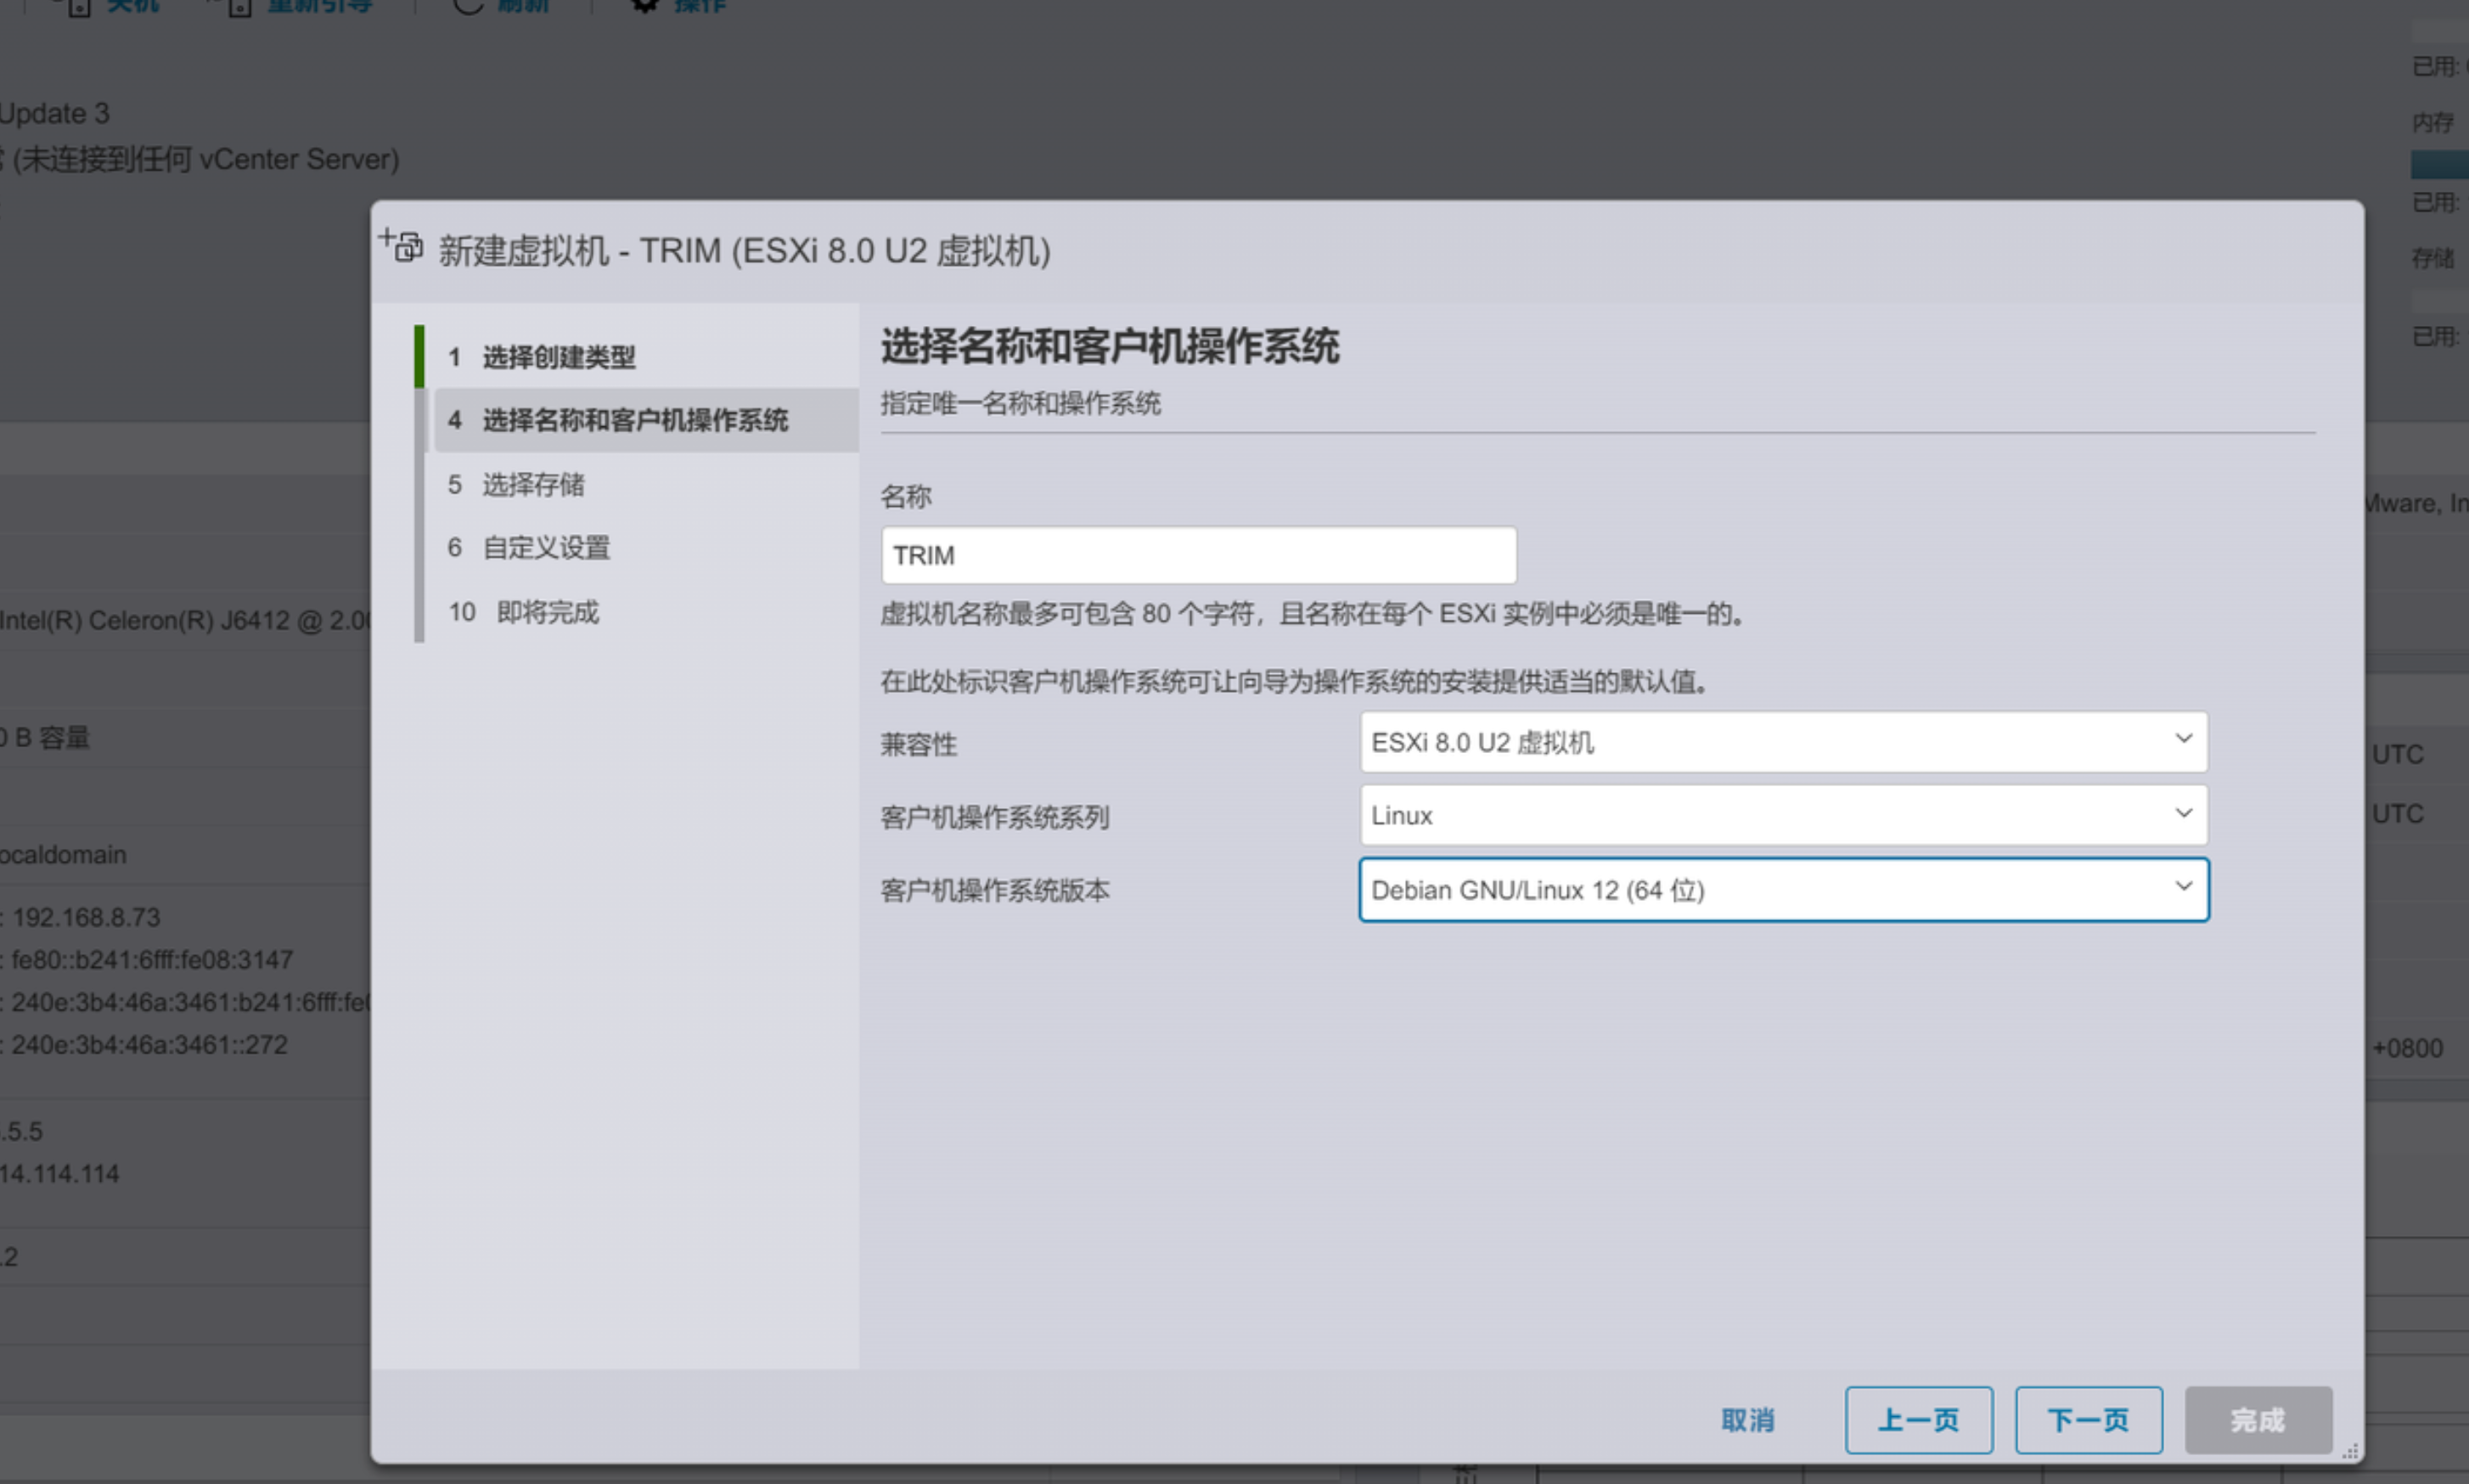 关机
重新引导
刷新
操作
Update 3
(未连接到任何 vCenter Server)
已用:
内存
已用:
存储
已用:
新建虚拟机 - TRIM (ESXi 8.0 U2 虚拟机)
1 选择创建类型
4 选择名称和客户机操作系统
5 选择存储
6 自定义设置
10 即将完成
选择名称和客户机操作系统
指定唯一名称和操作系统
名称
TRIM
虚拟机名称最多可包含 80 个字符，且名称在每个 ESXi 实例中必须是唯一的。
在此处标识客户机操作系统可让向导为操作系统的安装提供适当的默认值。
兼容性
ESXi 8.0 U2 虚拟机
客户机操作系统系列
Linux
客户机操作系统版本
Debian GNU/Linux 12 (64 位)
取消
上一页
下一页
完成
Intel(R) Celeron(R) J6412 @ 2.0
0 B 容量
ocaldomain
: 192.168.8.73
: fe80::b241:6fff:fe08:3147
: 240e:3b4:46a:3461:b241:6fff:fe
: 240e:3b4:46a:3461::272
.5.5
14.114.114
.2
Mware, In
UTC
UTC
+0800